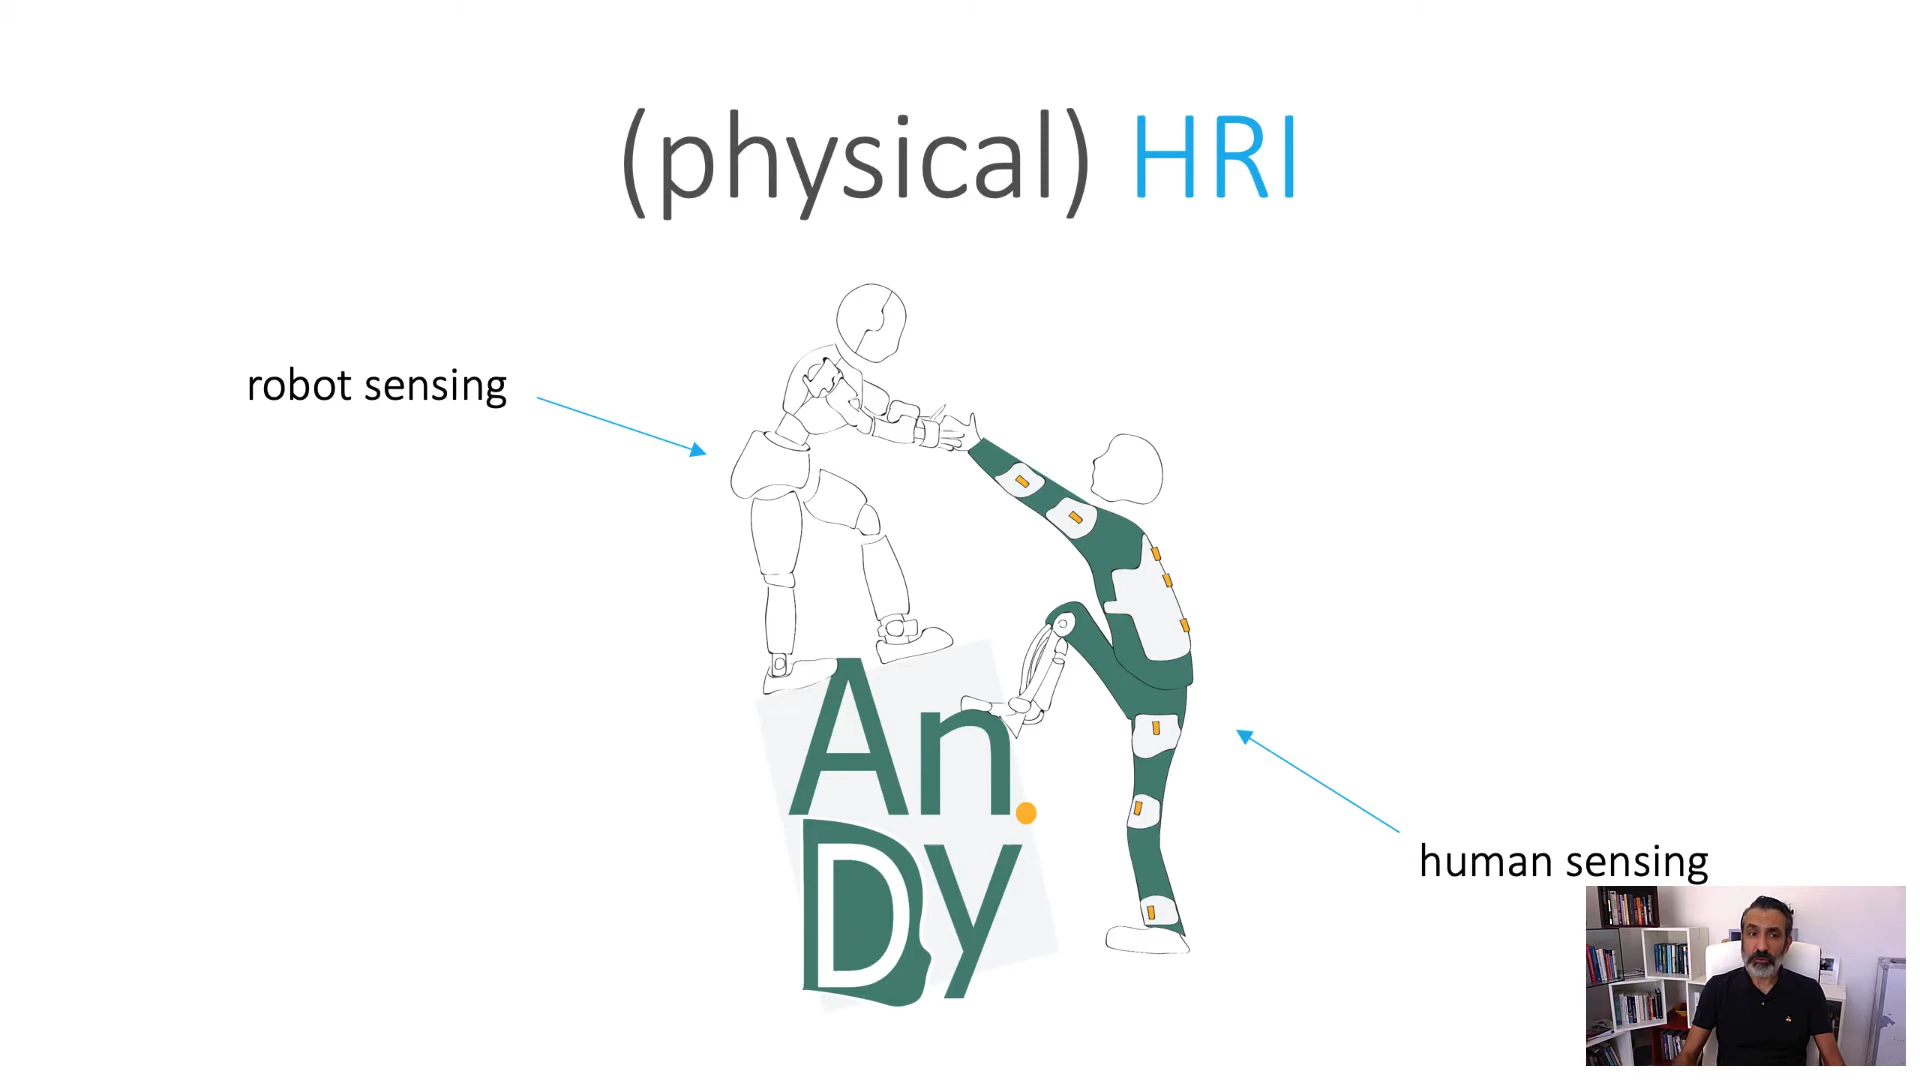 (physical) HRI
robot sensing
An.
Dy
human sensing